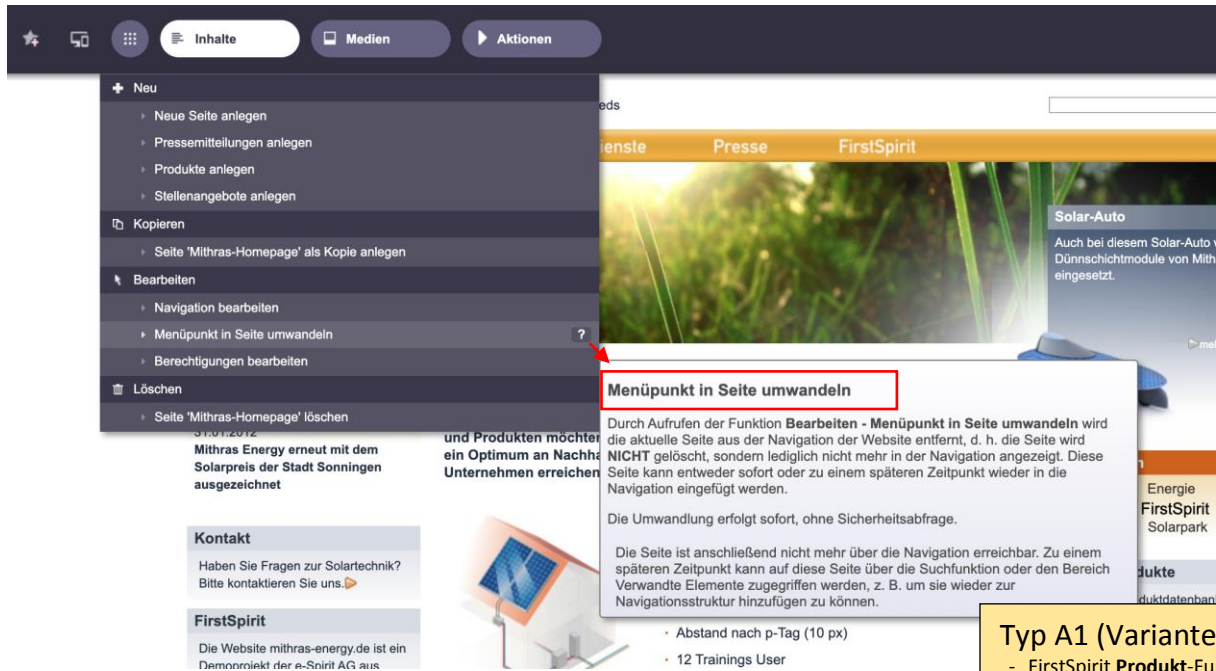 Inhalte
Medien
Aktionen
Neu
Neue Seite anlegen
Pressemitteilungen anlegen
Produkte anlegen
Stellenangebote anlegen
Kopieren
Seite 'Mithras-Homepage' als Kopie anlegen
Bearbeiten
Navigation bearbeiten
Menüpunkt in Seite umwandeln
?
Berechtigungen bearbeiten
Löschen
Seite 'Mithras-Homepage' löschen
eds
ienste
Presse
FirstSpirit
Solar-Auto
Auch bei diesem Solar-Auto
Dünnschichtmodule von Mith
eingesetzt.
Menüpunkt in Seite umwandeln
Durch Aufrufen der Funktion Bearbeiten - Menüpunkt in Seite umwandeln wird
die aktuelle Seite aus der Navigation der Website entfernt, d. h. die Seite wird
NICHT gelöscht, sondern lediglich nicht mehr in der Navigation angezeigt. Diese
Seite kann entweder sofort oder zu einem späteren Zeitpunkt wieder in die
Navigation eingefügt werden.
Die Umwandlung erfolgt sofort, ohne Sicherheitsabfrage.
Die Seite ist anschließend nicht mehr über die Navigation erreichbar. Zu einem
späteren Zeitpunkt kann auf diese Seite über die Suchfunktion oder den Bereich
Verwandte Elemente zugegriffen werden, z. B. um sie wieder zur
Navigationsstruktur hinzufügen zu können.
31.01.2012
Mithras Energy erneut mit dem
Solarpreis der Stadt Sonningen
ausgezeichnet
und Produkten möchte
ein Optimum an Nachha
Unternehmen erreichen
Energie
FirstSpirit
Solarpark
Kontakt
Haben Sie Fragen zur Solartechnik?
Bitte kontaktieren Sie uns.
dukte
duktdatenban
FirstSpirit
Die Website mithras-energy.de ist ein
Demoprojekt der e-Spirit AG aus
Abstand nach p-Tag (10 px)
12 Trainings User
Typ A1 (Variante
- FirstSpirit Produkt-Fu